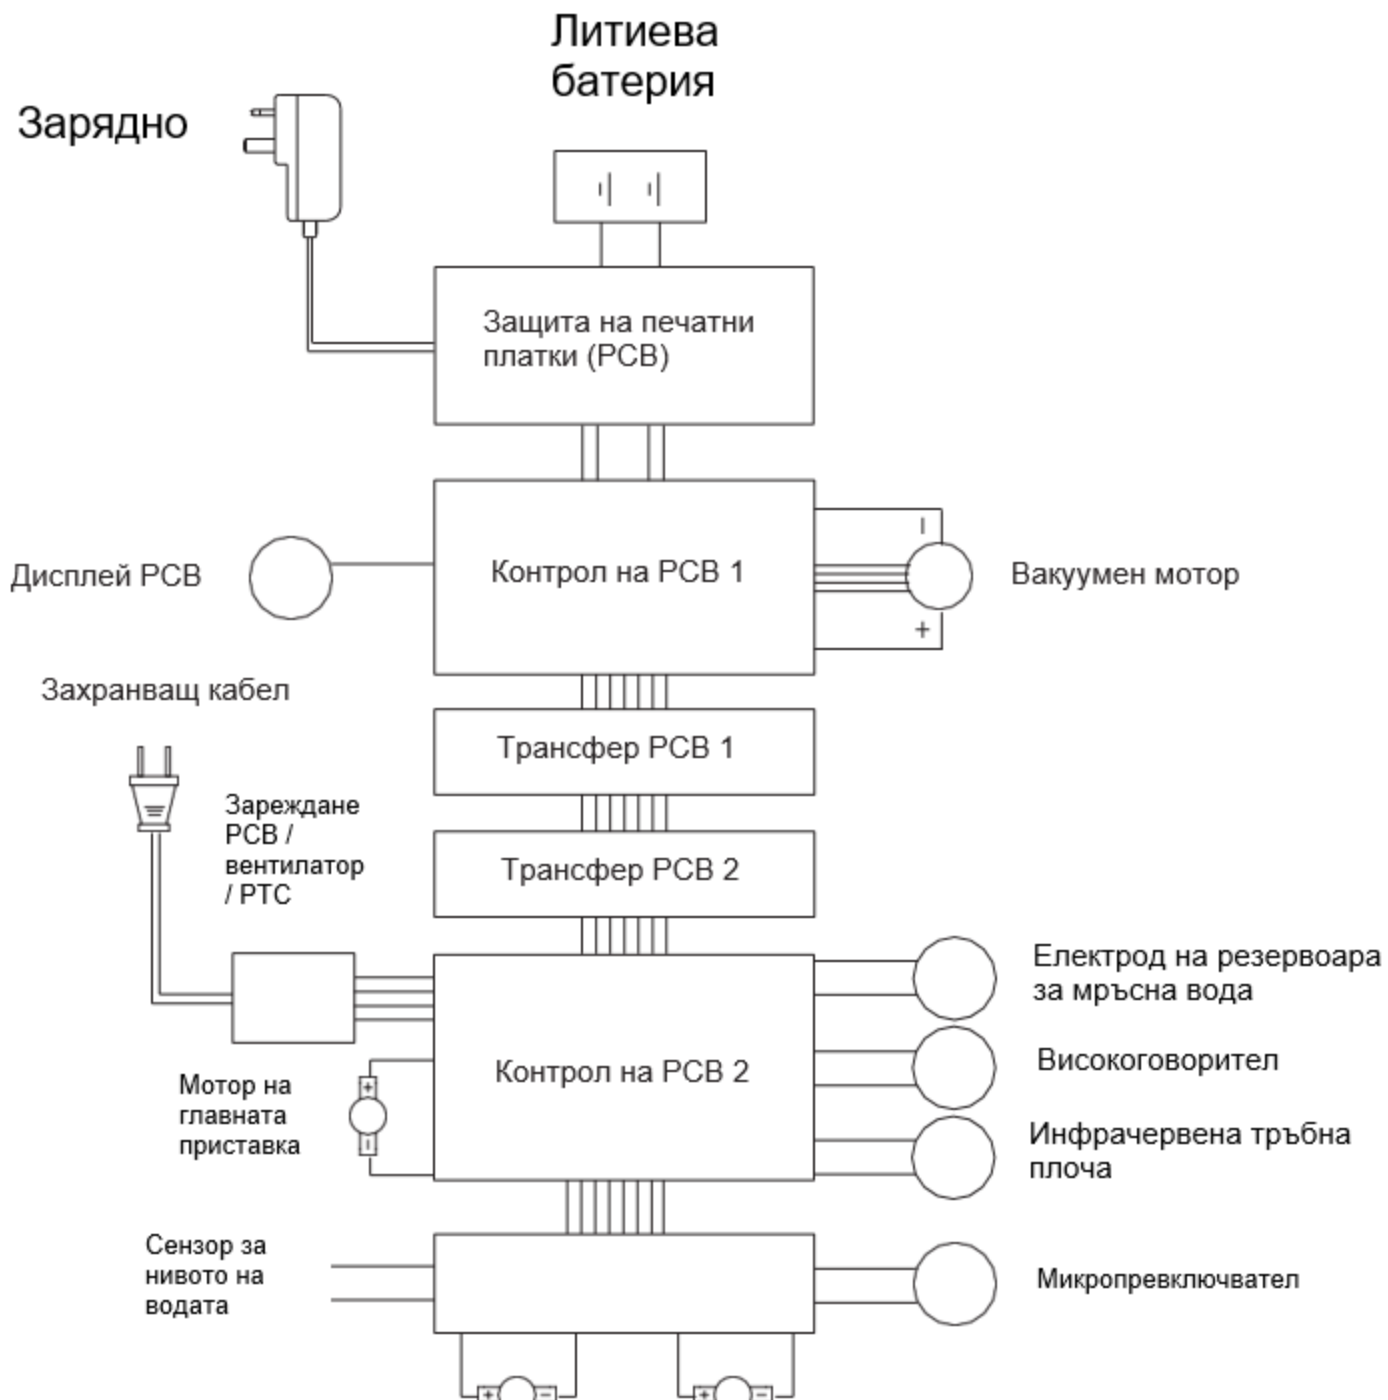 Литиева
батерия
Зарядно
Защита на печатни
платки (PCB)
Дисплей PCB
Контрол на PCB 1
–
+
Вакуумен мотор
Захранващ кабел
Трансфер PCB 1
Зареждане
PCB /
вентилатор
/ PTC
Трансфер PCB 2
Електрод на резервоара
за мръсна вода
Контрол на PCB 2
Високоговорител
Мотор на
главната
приставка
+
–
Инфрачервена тръбна
плоча
Сензор за
нивото на
водата
Микропревключвател
+ – + –